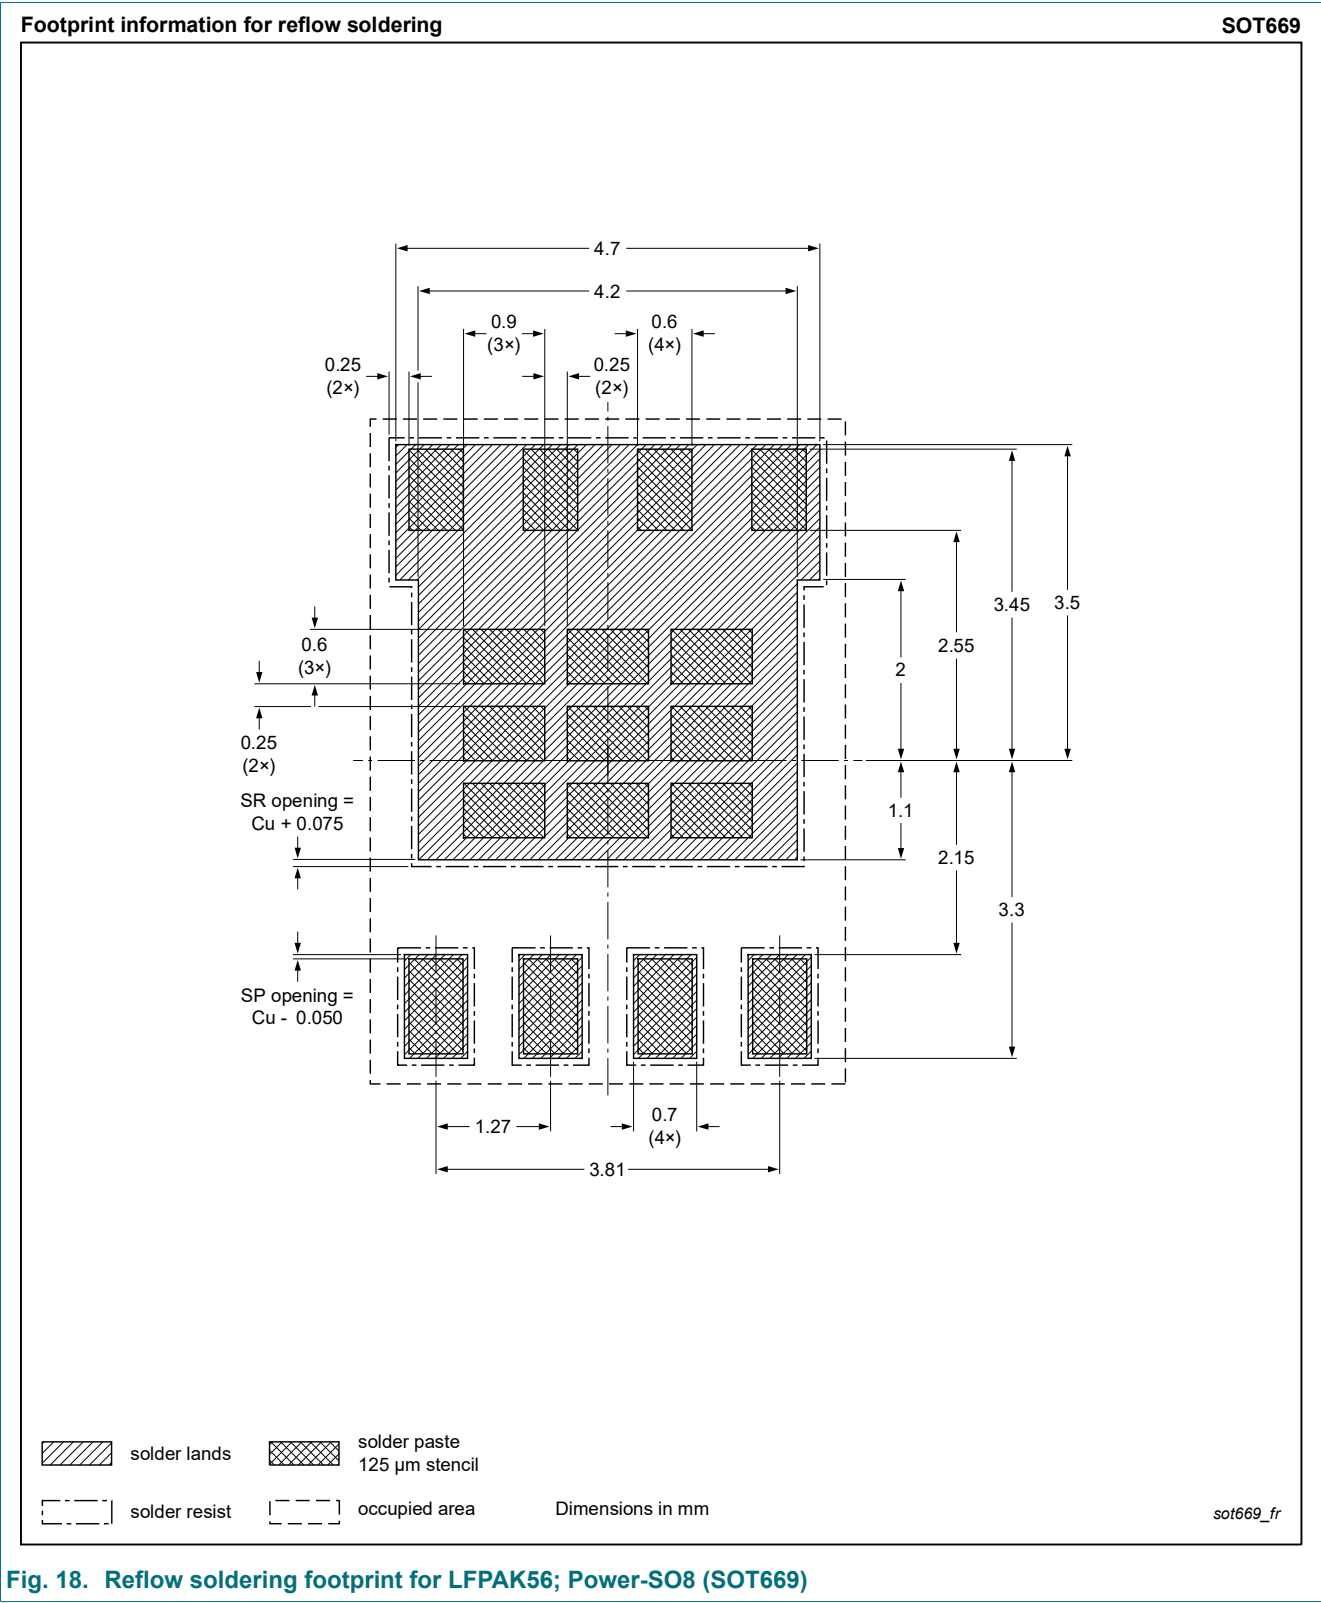 Footprint information for reflow soldering SOT669
4.7
4.2
0.9
(3×)
0.6
(4×)
0.25
(2×)
0.25
(2×)
3.45
3.5
2.55
2
0.6
(3×)
0.25
(2×)
SR opening =
Cu + 0.075
1.1
2.15
3.3
SP opening =
Cu - 0.050
1.27
0.7
(4×)
3.81
solder lands
solder paste
125 µm stencil
solder resist
occupied area
Dimensions in mm
sot669_fr
Fig. 18. Reflow soldering footprint for LFPAK56; Power-SO8 (SOT669)